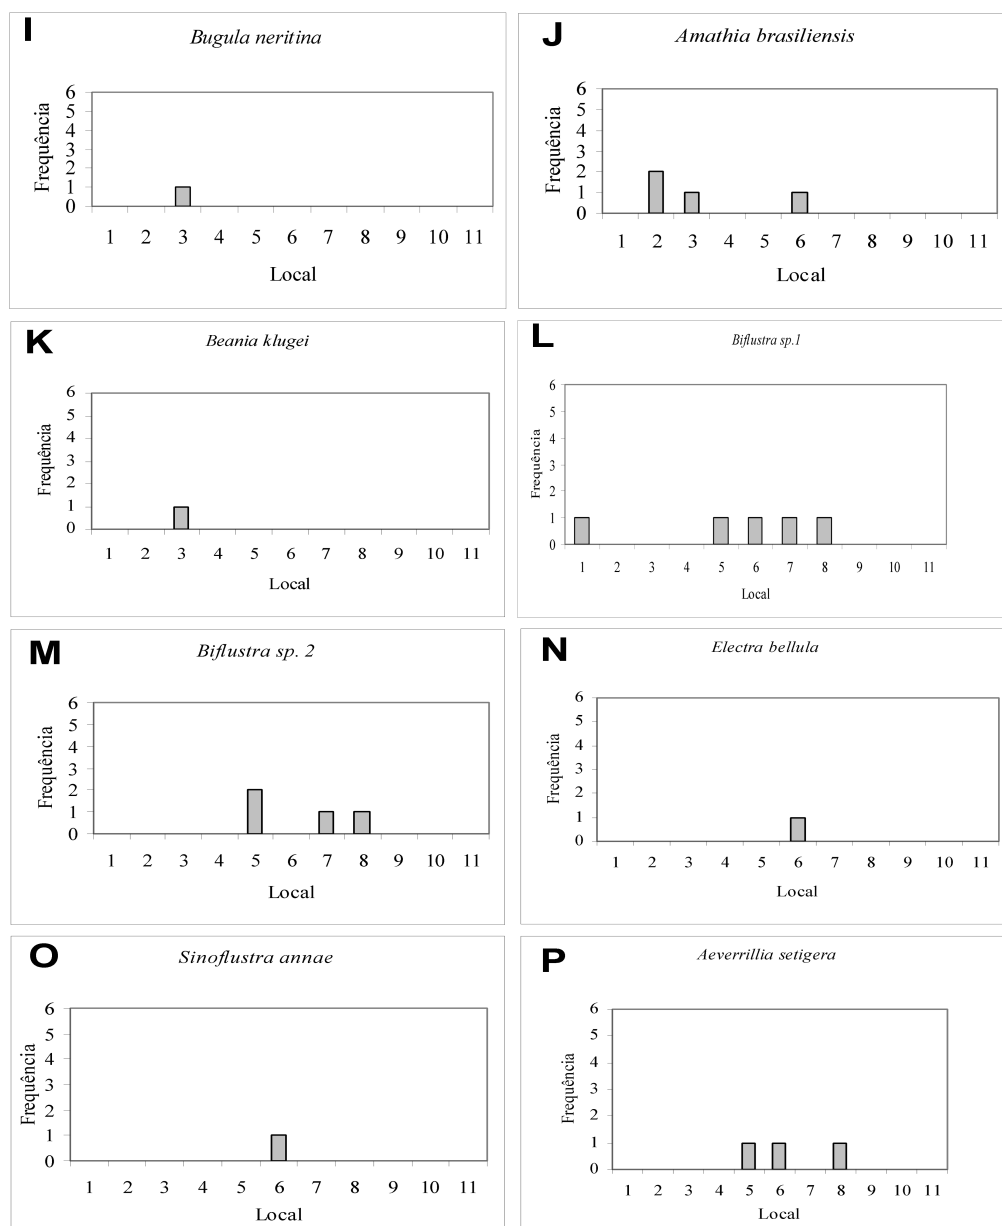 I
Bugula neritina
Frequência
6
5
4
3
2
1
0
1 2 3 4 5 6 7 8 9 10 11
Local
J
Amathia brasiliensis
Frequência
6
5
4
3
2
1
0
1 2 3 4 5 6 7 8 9 10 11
Local
K
Beania klugei
Frequência
6
5
4
3
2
1
0
1 2 3 4 5 6 7 8 9 10 11
Local
L
Biflustra sp.1
Frequência
6
5
4
3
2
1
0
1 2 3 4 5 6 7 8 9 10 11
Local
M
Biflustra sp. 2
Frequência
6
5
4
3
2
1
0
1 2 3 4 5 6 7 8 9 10 11
Local
N
Electra bellula
Frequência
6
5
4
3
2
1
0
1 2 3 4 5 6 7 8 9 10 11
Local
O
Sinoflustra annae
Frequência
6
5
4
3
2
1
0
1 2 3 4 5 6 7 8 9 10 11
Local
P
Aeverrillia setigera
Frequência
6
5
4
3
2
1
0
1 2 3 4 5 6 7 8 9 10 11
Local